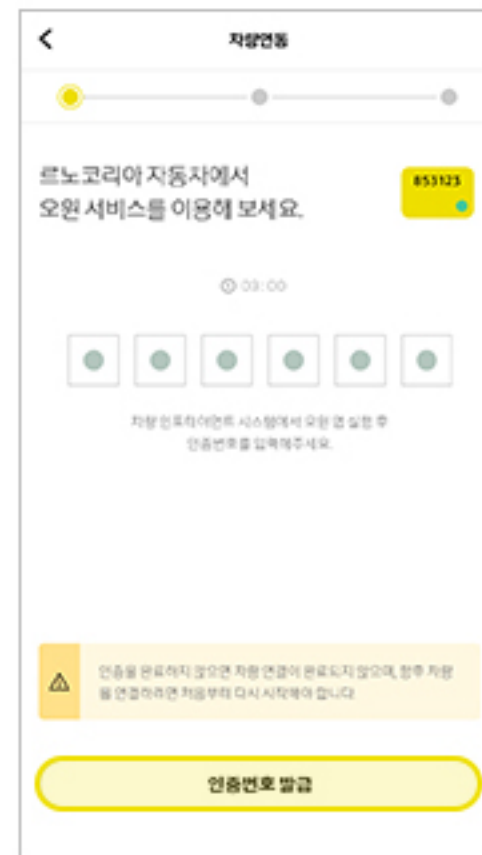 차량연동
르노코리아 자동차에서
오윈 서비스를 이용해 보세요.
853123
03:00
차량 인포테인먼트 시스템에서 오윈 앱 실행 후
인증번호를 입력해주세요.
인증을 완료하지 않으면 차량 연결이 완료되지 않으며, 향후 차량
을 연결하려면 처음부터 다시 시작해야 합니다
인증번호 발급